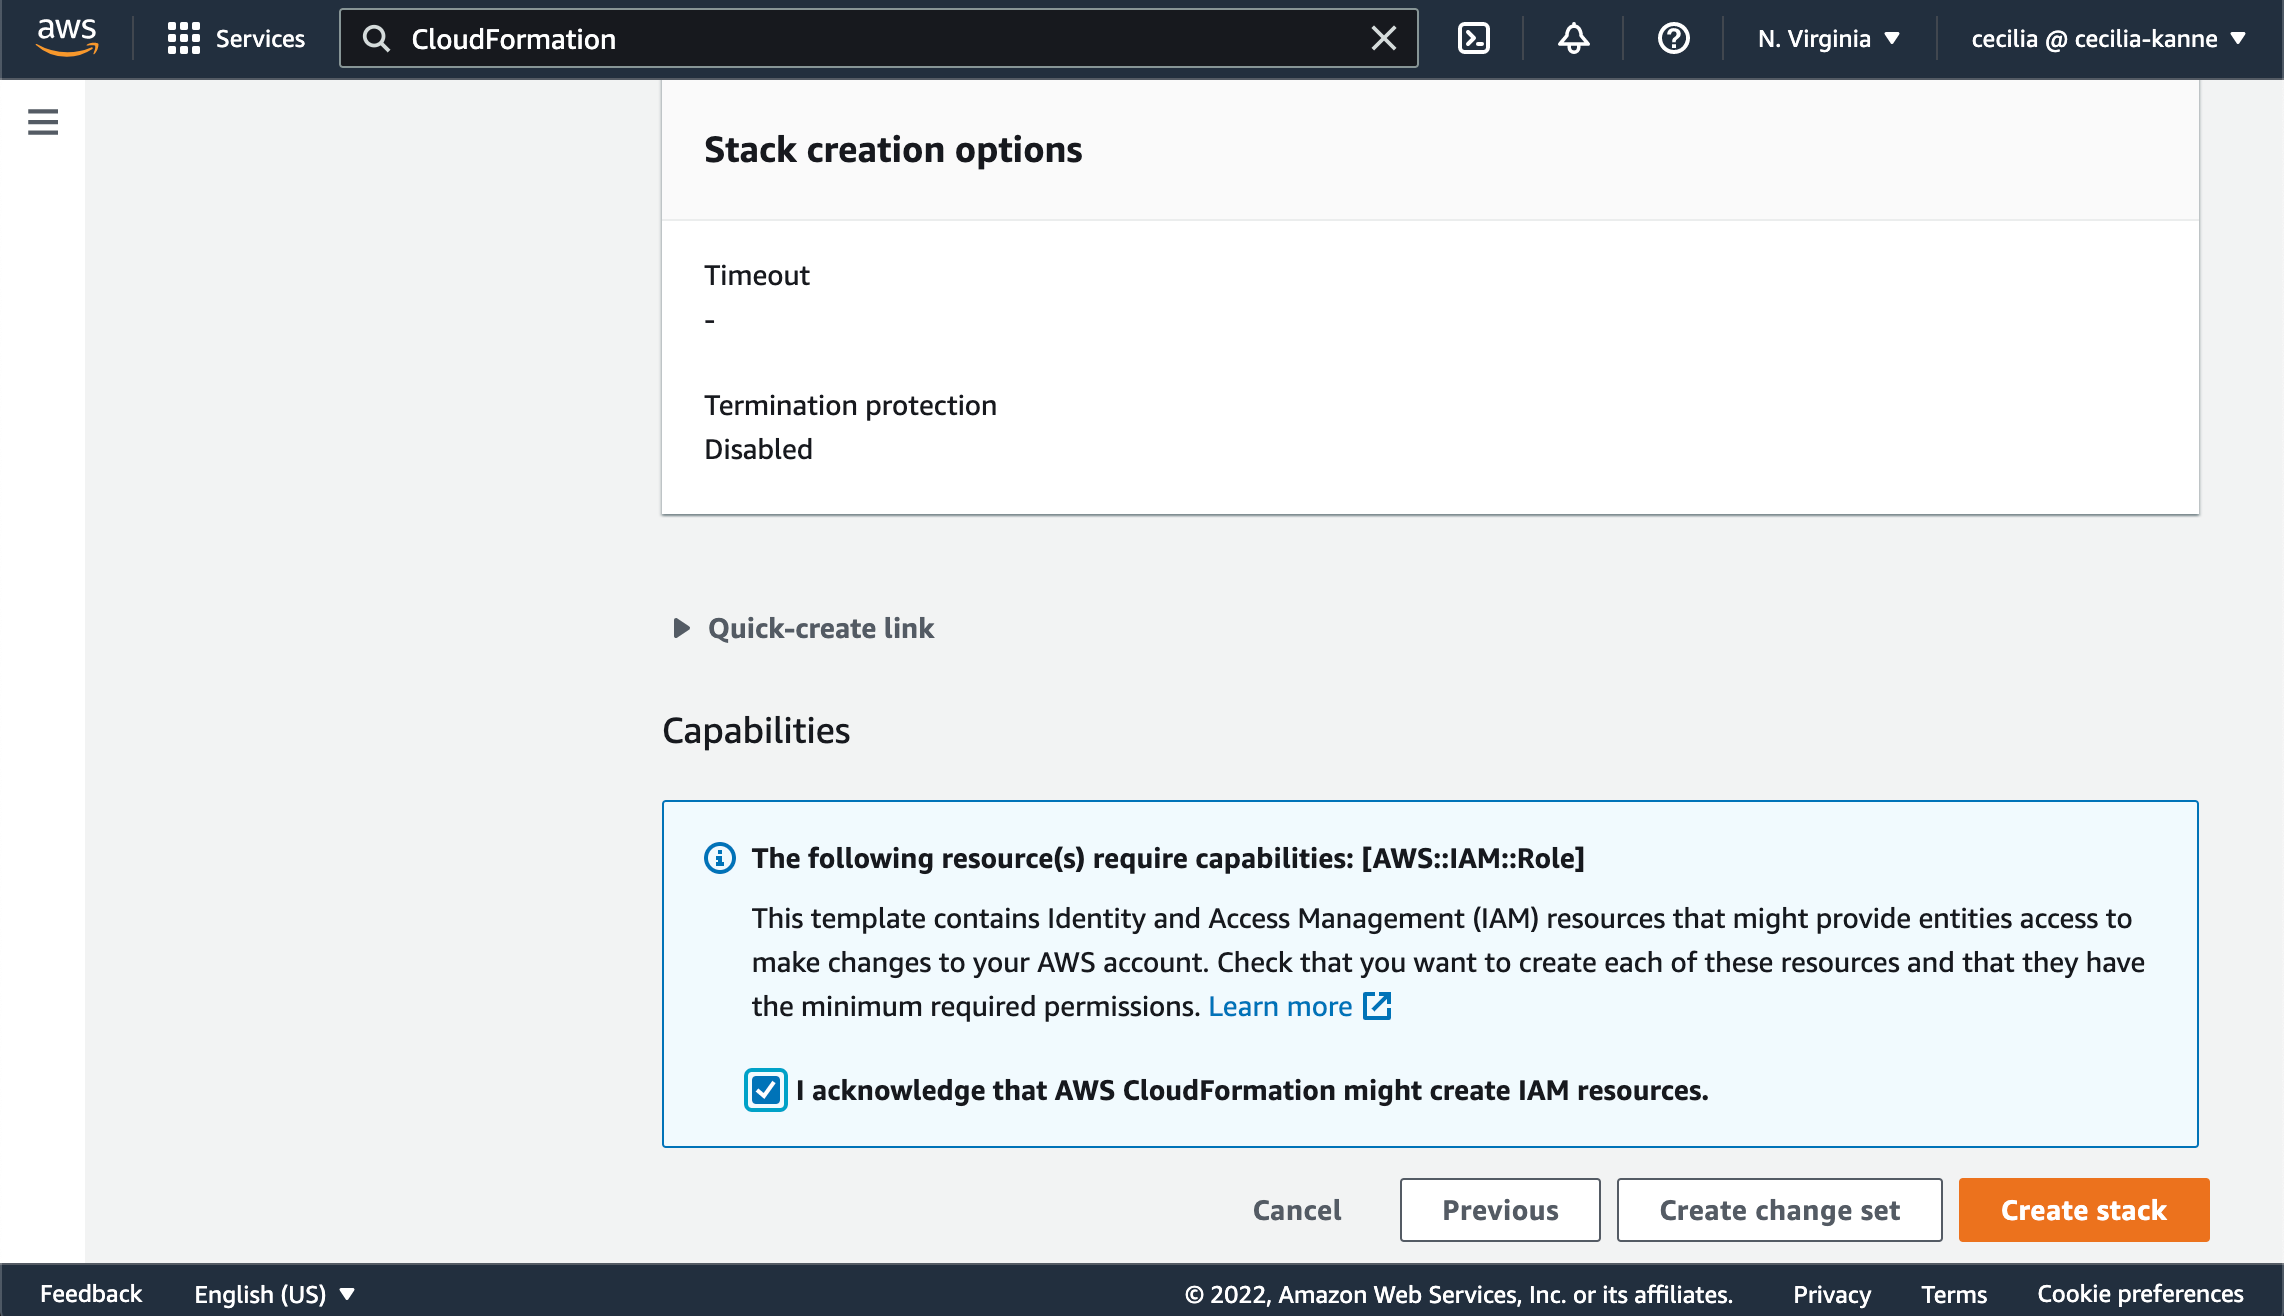 aws
Services
CloudFormation
N. Virginia
cecilia @ cecilia-kanne
Stack creation options
Timeout
-
Termination protection
Disabled
Quick-create link
Capabilities
The following resource(s) require capabilities: [AWS::IAM::Role]
This template contains Identity and Access Management (IAM) resources that might provide entities access to
make changes to your AWS account. Check that you want to create each of these resources and that they have
the minimum required permissions. Learn more
I acknowledge that AWS CloudFormation might create IAM resources.
Cancel
Previous
Create change set
Create stack
Feedback
English (US)
© 2022, Amazon Web Services, Inc. or its affiliates.
Privacy
Terms
Cookie preferences